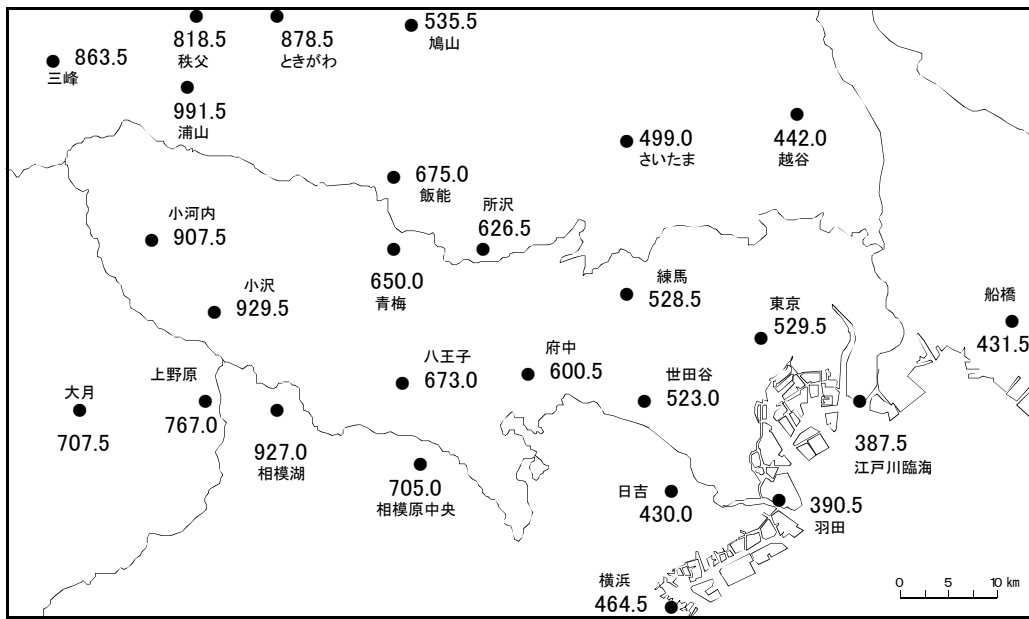 535.5
鳩山
818.5
秩父
878.5
ときがわ
863.5
三峰
991.5
浦山
499.0
さいたま
442.0
越谷
675.0
飯能
所沢
626.5
小河内
907.5
650.0
青梅
小沢
929.5
練馬
528.5
東京
529.5
船橋
431.5
八王子
673.0
府中
600.5
世田谷
523.0
大月
707.5
上野原
767.0
927.0
相模湖
387.5
江戸川臨海
705.0
相模原中央
日吉
430.0
390.5
羽田
横浜
464.5
0 5 10 km